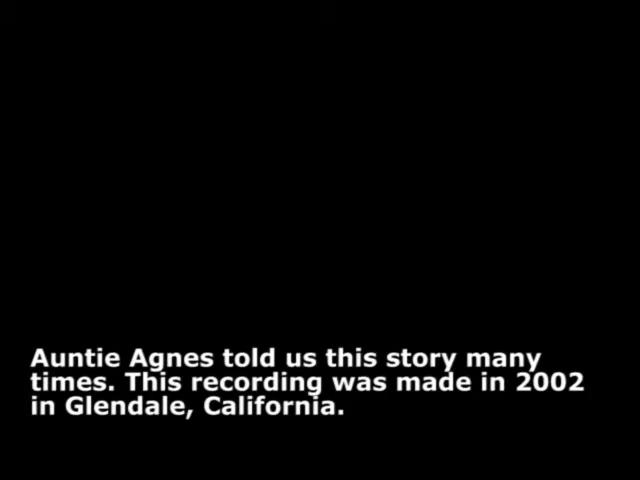 Auntie Agnes told us this story many
times. This recording was made in 2002
in Glendale, California.